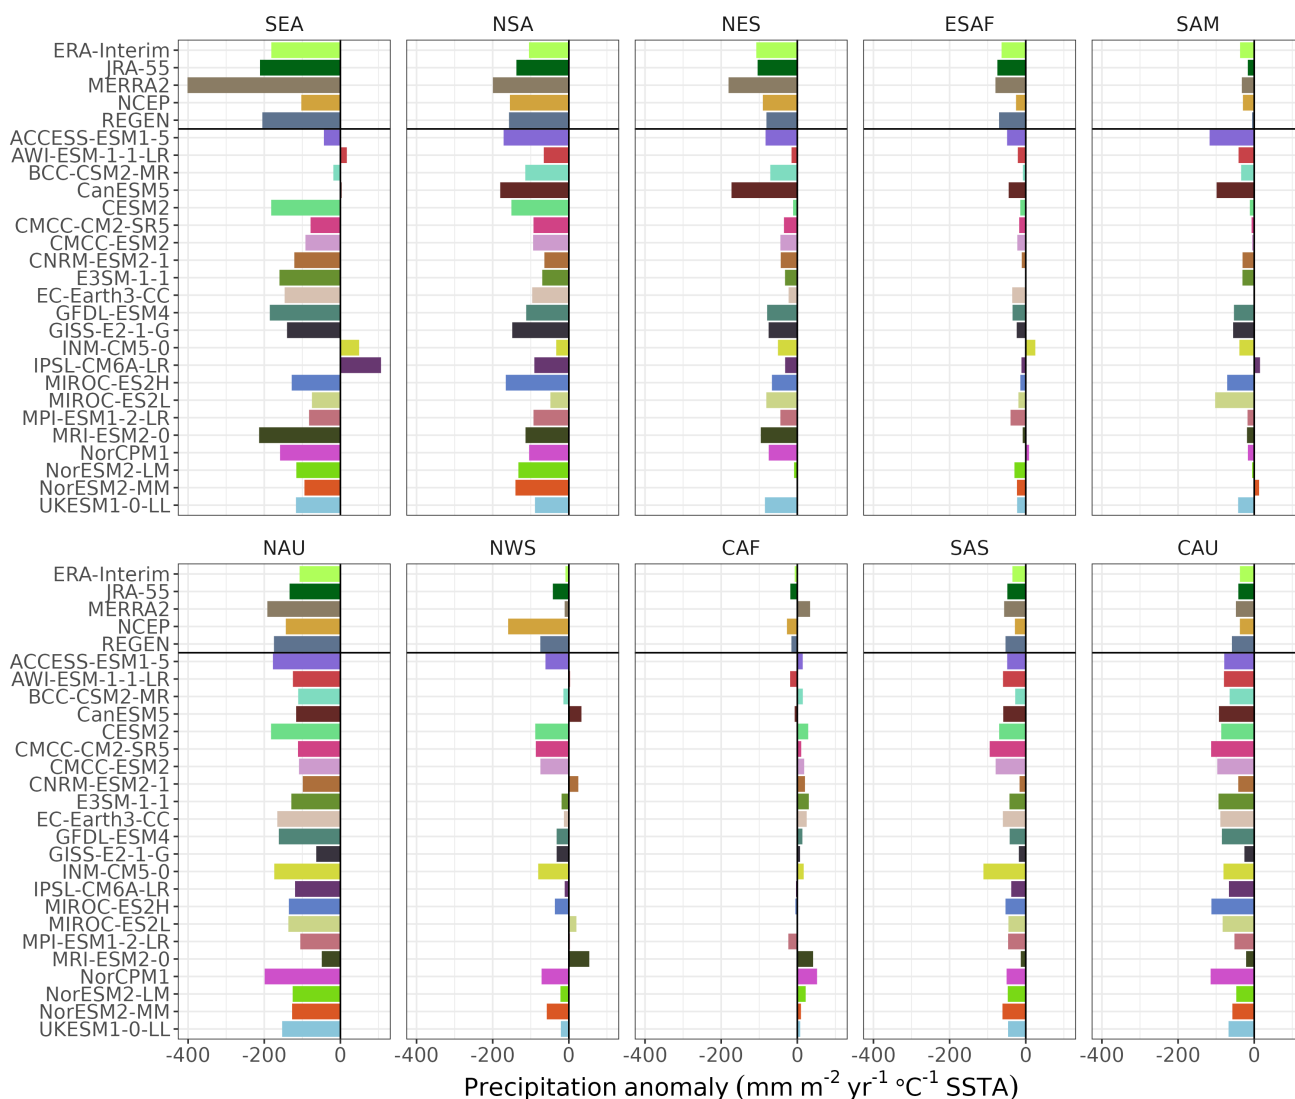 SEA NSA NES ESAF SAM
ERA-Interim
JRA-55
MERRA2
NCEP
REGEN
ACCESS-ESM1-5
AWI-ESM-1-1-LR
BCC-CSM2-MR
CanESM5
CESM2
CMCC-CM2-SR5
CMCC-ESM2
CNRM-ESM2-1
E3SM-1-1
EC-Earth3-CC
GFDL-ESM4
GISS-E2-1-G
INM-CM5-0
IPSL-CM6A-LR
MIROC-ES2H
MIROC-ES2L
MPI-ESM1-2-LR
MRI-ESM2-0
NorCPM1
NorESM2-LM
NorESM2-MM
UKESM1-0-LL
NAU NWS CAF SAS CAU
ERA-Interim
JRA-55
MERRA2
NCEP
REGEN
ACCESS-ESM1-5
AWI-ESM-1-1-LR
BCC-CSM2-MR
CanESM5
CESM2
CMCC-CM2-SR5
CMCC-ESM2
CNRM-ESM2-1
E3SM-1-1
EC-Earth3-CC
GFDL-ESM4
GISS-E2-1-G
INM-CM5-0
IPSL-CM6A-LR
MIROC-ES2H
MIROC-ES2L
MPI-ESM1-2-LR
MRI-ESM2-0
NorCPM1
NorESM2-LM
NorESM2-MM
UKESM1-0-LL
-400 -200 0 -400 -200 0 -400 -200 0 -400 -200 0 -400 -200 0
Precipitation anomaly (mm m⁻² yr⁻¹ °C⁻¹ SSTA)